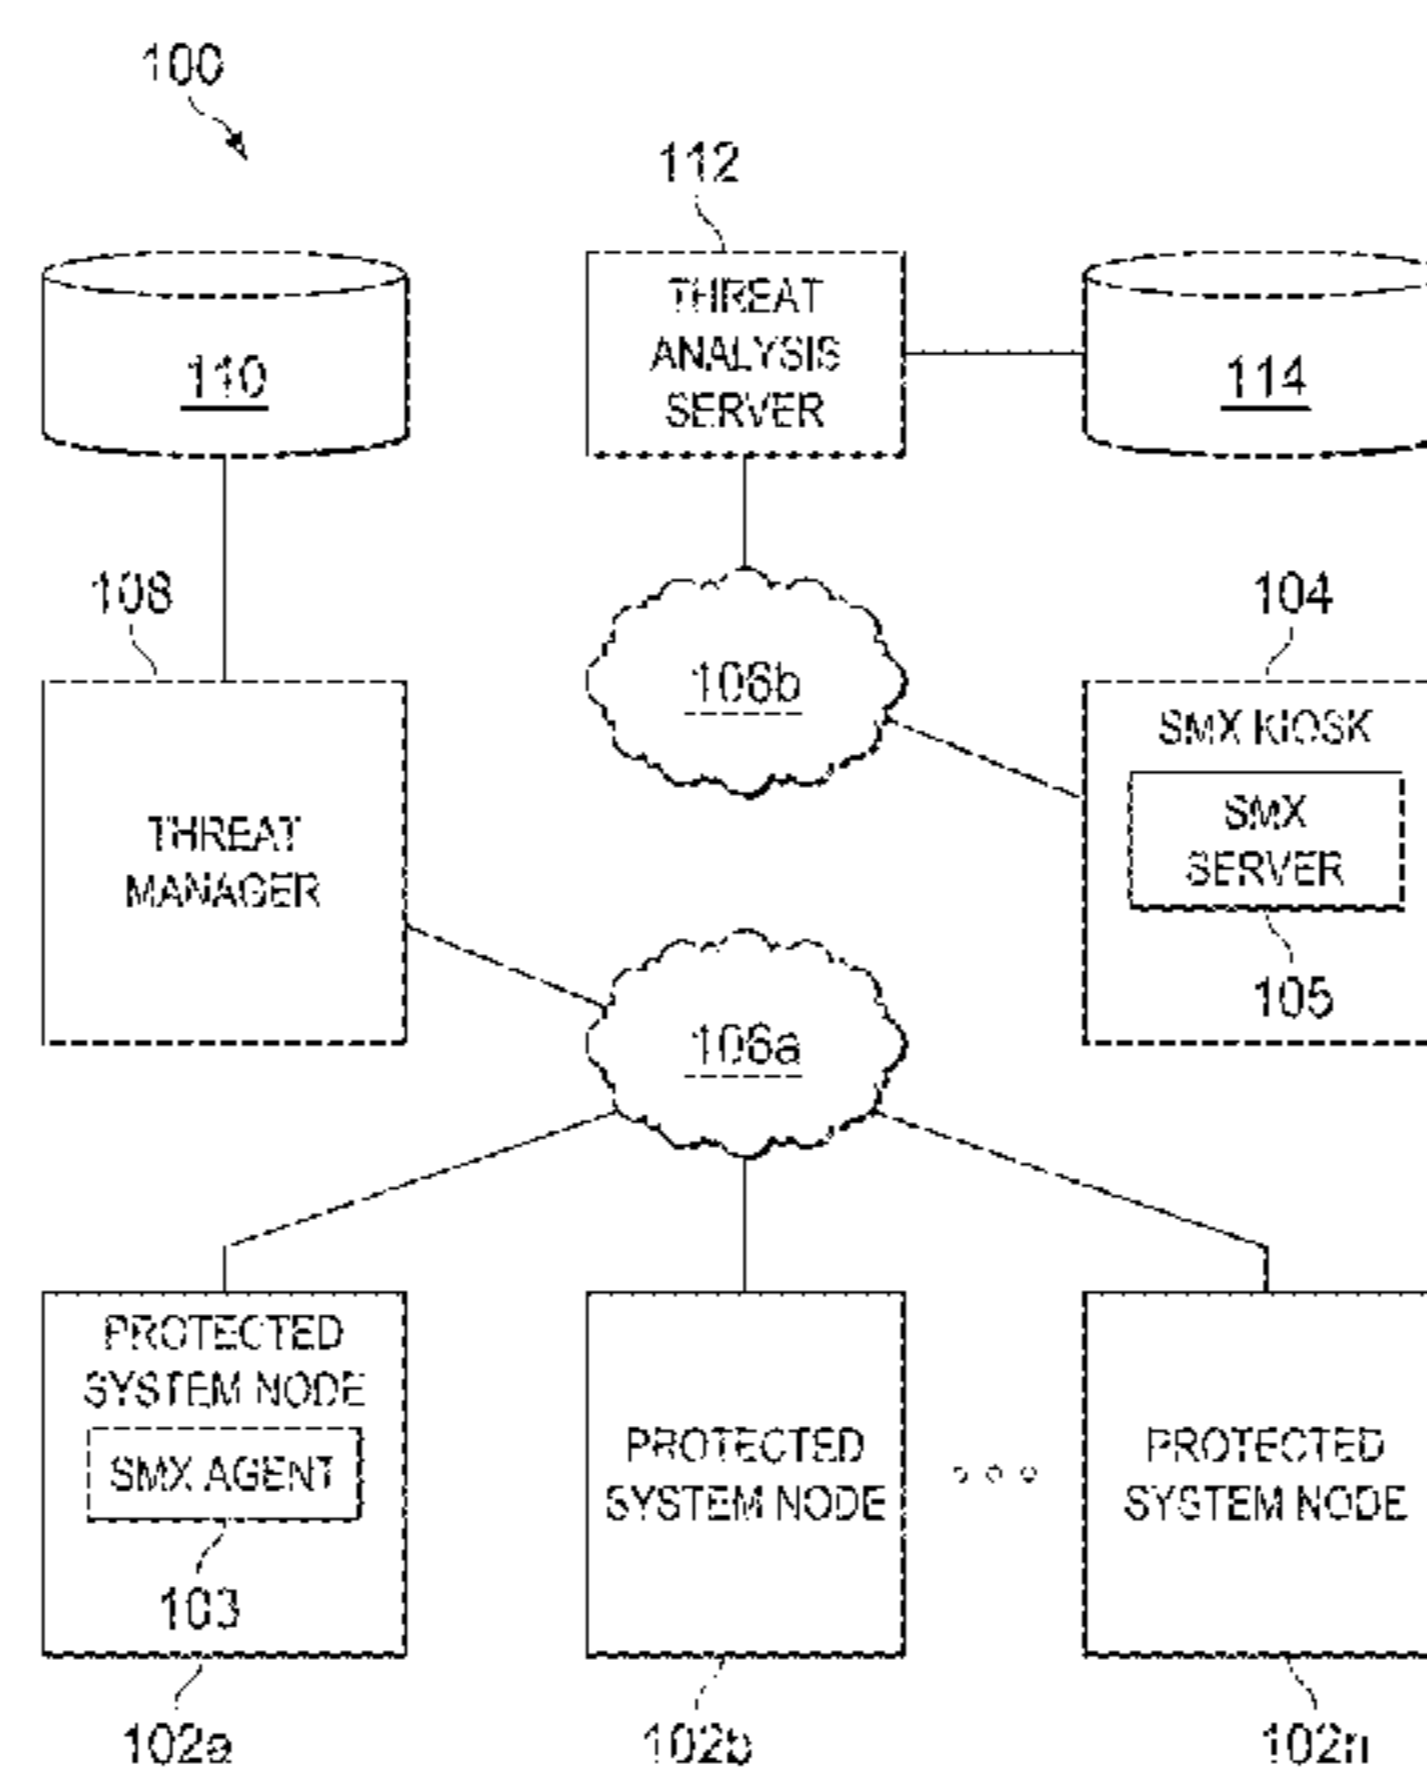 100
112
THREAT
ANALYSIS
SERVER
110
114
108
104
106b
SMX KIOSK
SMX
SERVER
THREAT
MANAGER
105
106a
PROTECTED
SYSTEM NODE
SMX AGENT
103
PROTECTED
SYSTEM NODE
PROTECTED
SYSTEM NODE
102a
102b
102n